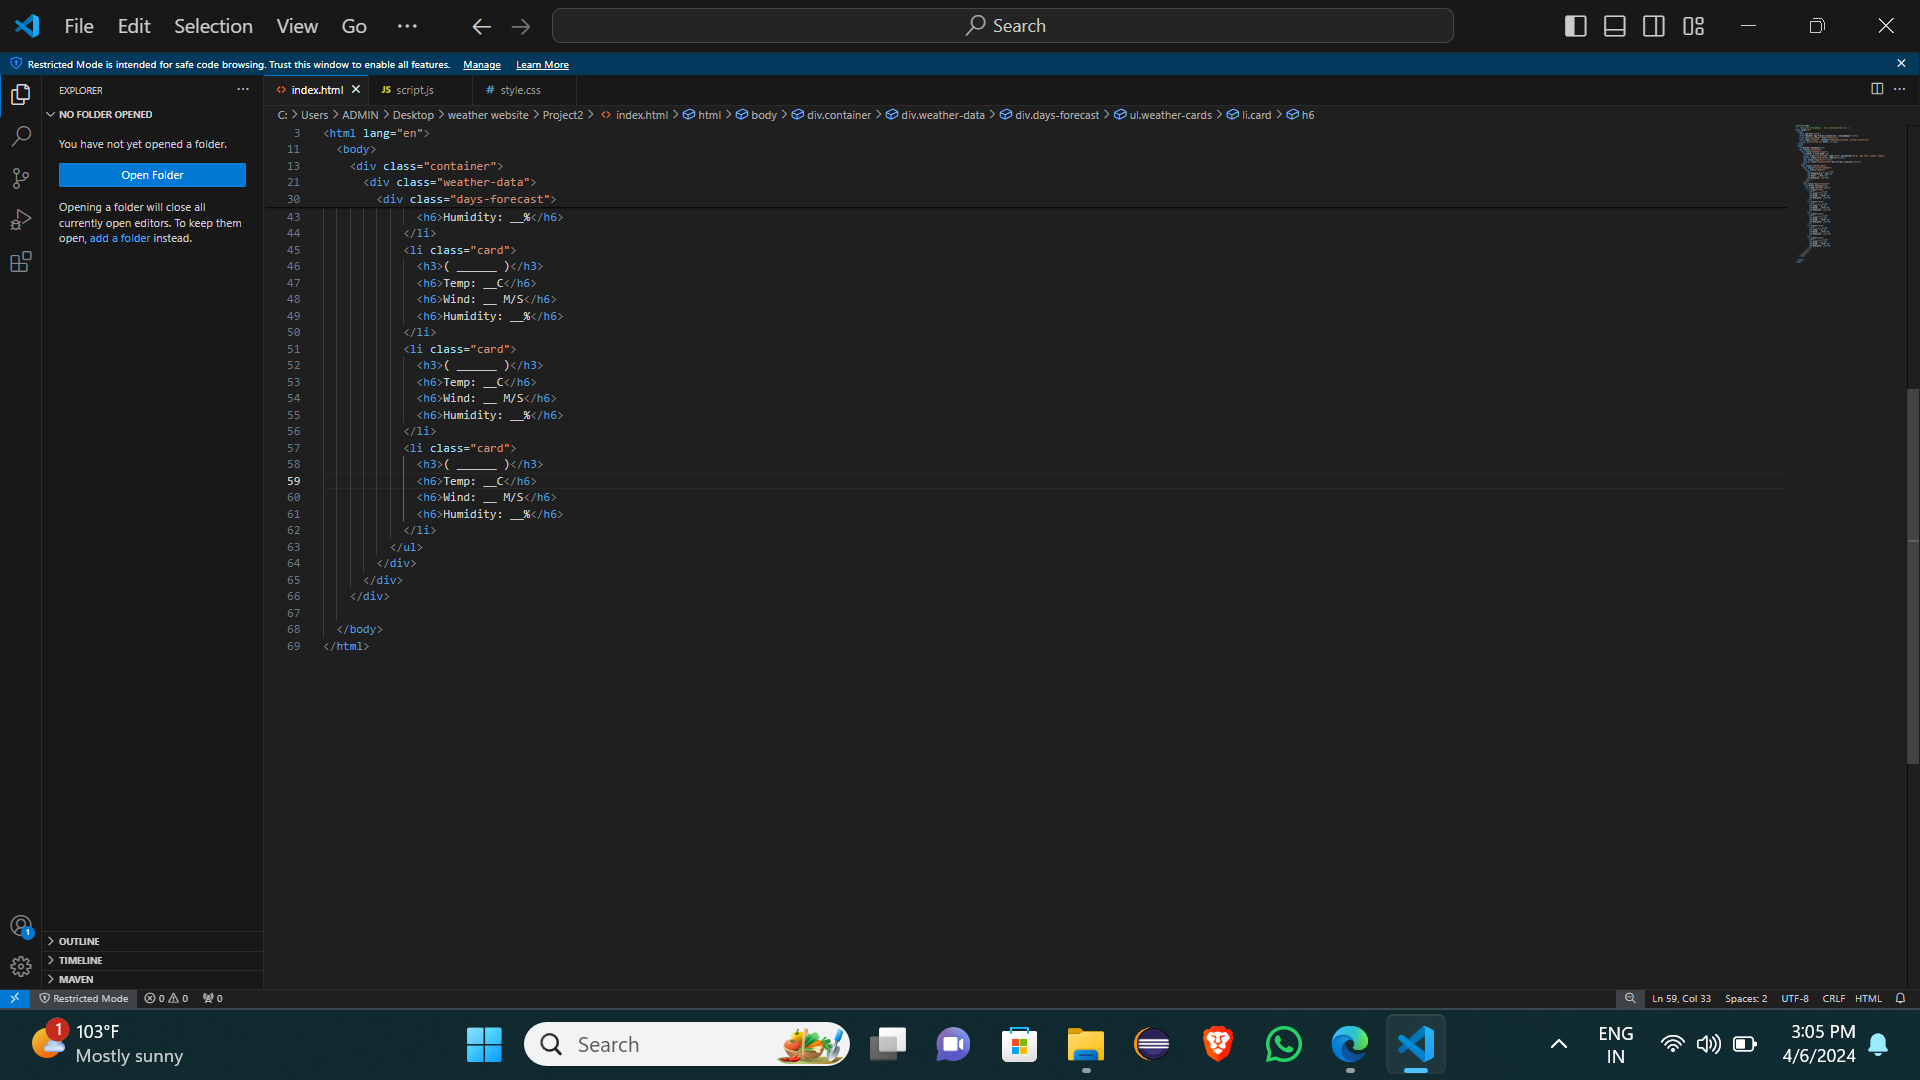 File Edit Selection View Go ··· Search
Restricted Mode is intended for safe code browsing. Trust this window to enable all features. Manage Learn More
EXPLORER ···
index.html JS script.js # style.css
NO FOLDER OPENED
You have not yet opened a folder.
Open Folder
Opening a folder will close all
currently open editors. To keep them
open, add a folder instead.
C: > Users > ADMIN > Desktop > weather website > Project2 > <> index.html > html > body > div.container > div.weather-data > div.days-forecast > ul.weather-cards > li.card > h6
3 <html lang="en">
11 <body>
13 <div class="container">
21 <div class="weather-data">
30 <div class="days-forecast">
43 <h6>Humidity: __%</h6>
44 </li>
45 <li class="card">
46 <h3>( ______ )</h3>
47 <h6>Temp: __C</h6>
48 <h6>Wind: __ M/S</h6>
49 <h6>Humidity: __%</h6>
50 </li>
51 <li class="card">
52 <h3>( ______ )</h3>
53 <h6>Temp: __C</h6>
54 <h6>Wind: __ M/S</h6>
55 <h6>Humidity: __%</h6>
56 </li>
57 <li class="card">
58 <h3>( ______ )</h3>
59 <h6>Temp: __C</h6>
60 <h6>Wind: __ M/S</h6>
61 <h6>Humidity: __%</h6>
62 </li>
63 </ul>
64 </div>
65 </div>
66 </div>
67
68 </body>
69 </html>
1
OUTLINE
TIMELINE
MAVEN
Restricted Mode 0 0 0 Ln 59, Col 33 Spaces: 2 UTF-8 CRLF HTML
1 103°F
Mostly sunny
Search
ENG
IN
3:05 PM
4/6/2024